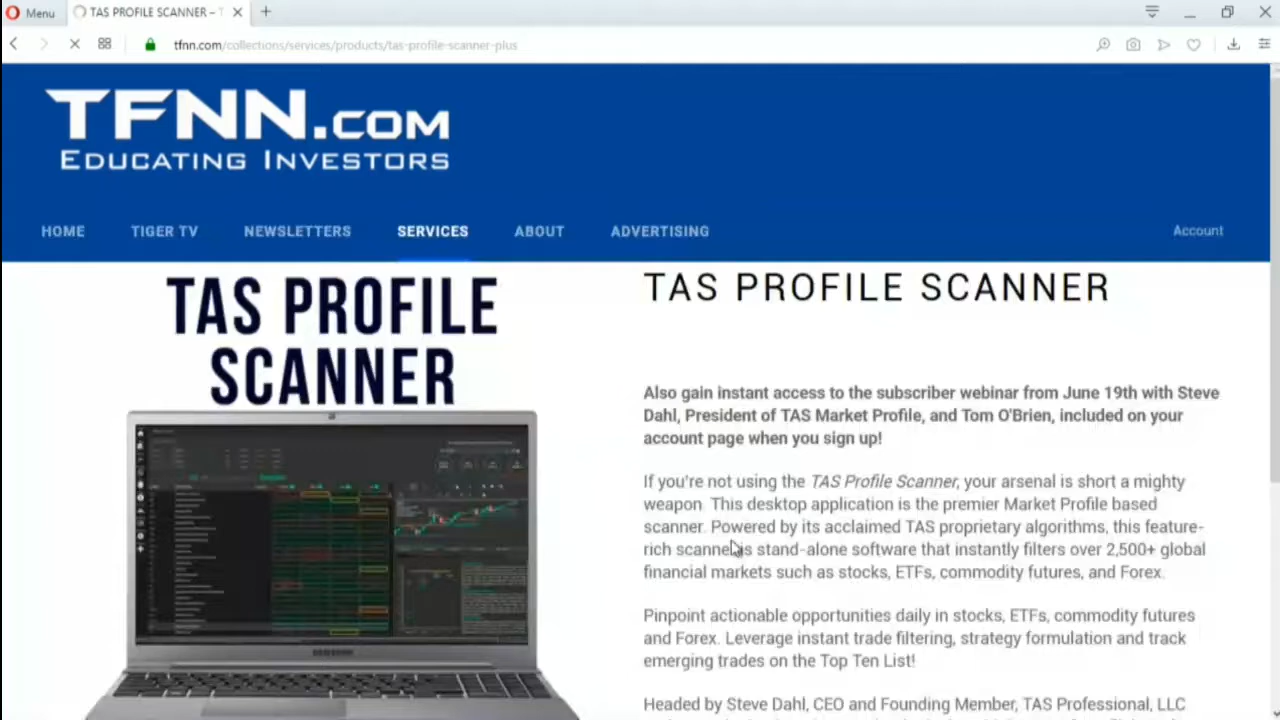 Menu
TAS PROFILE SCANNER –
tfnn.com/collections/services/products/tas-profile-scanner-plus
TFNN.COM
EDUCATING INVESTORS
HOME TIGER TV NEWSLETTERS SERVICES ABOUT ADVERTISING Account
TAS PROFILE
SCANNER
SAMSUNG
TAS PROFILE SCANNER
Also gain instant access to the subscriber webinar from June 19th with Steve
Dahl, President of TAS Market Profile, and Tom O'Brien, included on your
account page when you sign up!
If you're not using the TAS Profile Scanner, your arsenal is short a mighty
weapon. This desktop application is the premier Market Profile based
scanner. Powered by its acclaimed TAS proprietary algorithms, this feature-
rich scanner is stand-alone software that instantly filters over 2,500+ global
financial markets such as stocks, ETFs, commodity futures, and Forex.
Pinpoint actionable opportunities daily in stocks, ETFs, commodity futures
and Forex. Leverage instant trade filtering, strategy formulation and track
emerging trades on the Top Ten List!
Headed by Steve Dahl, CEO and Founding Member, TAS Professional, LLC